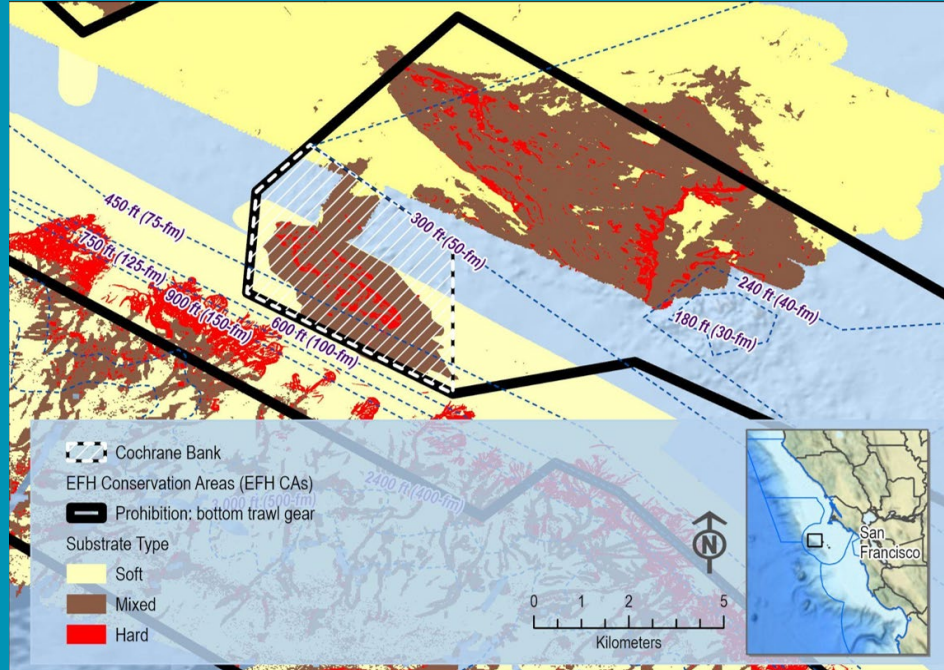 450 ft (75-fm)
750 ft (125-fm)
900 ft (150-fm)
600 ft (100-fm)
300 ft (50-fm)
240 ft (40-fm)
180 ft (30-fm)
Cochrane Bank
EFH Conservation Areas (EFH CAs)
Prohibition: bottom trawl gear
Substrate Type
Soft
Mixed
Hard
2400 ft (400-fm)
(500-fm)
N
0 1 2 5
Kilometers
San
Francisco